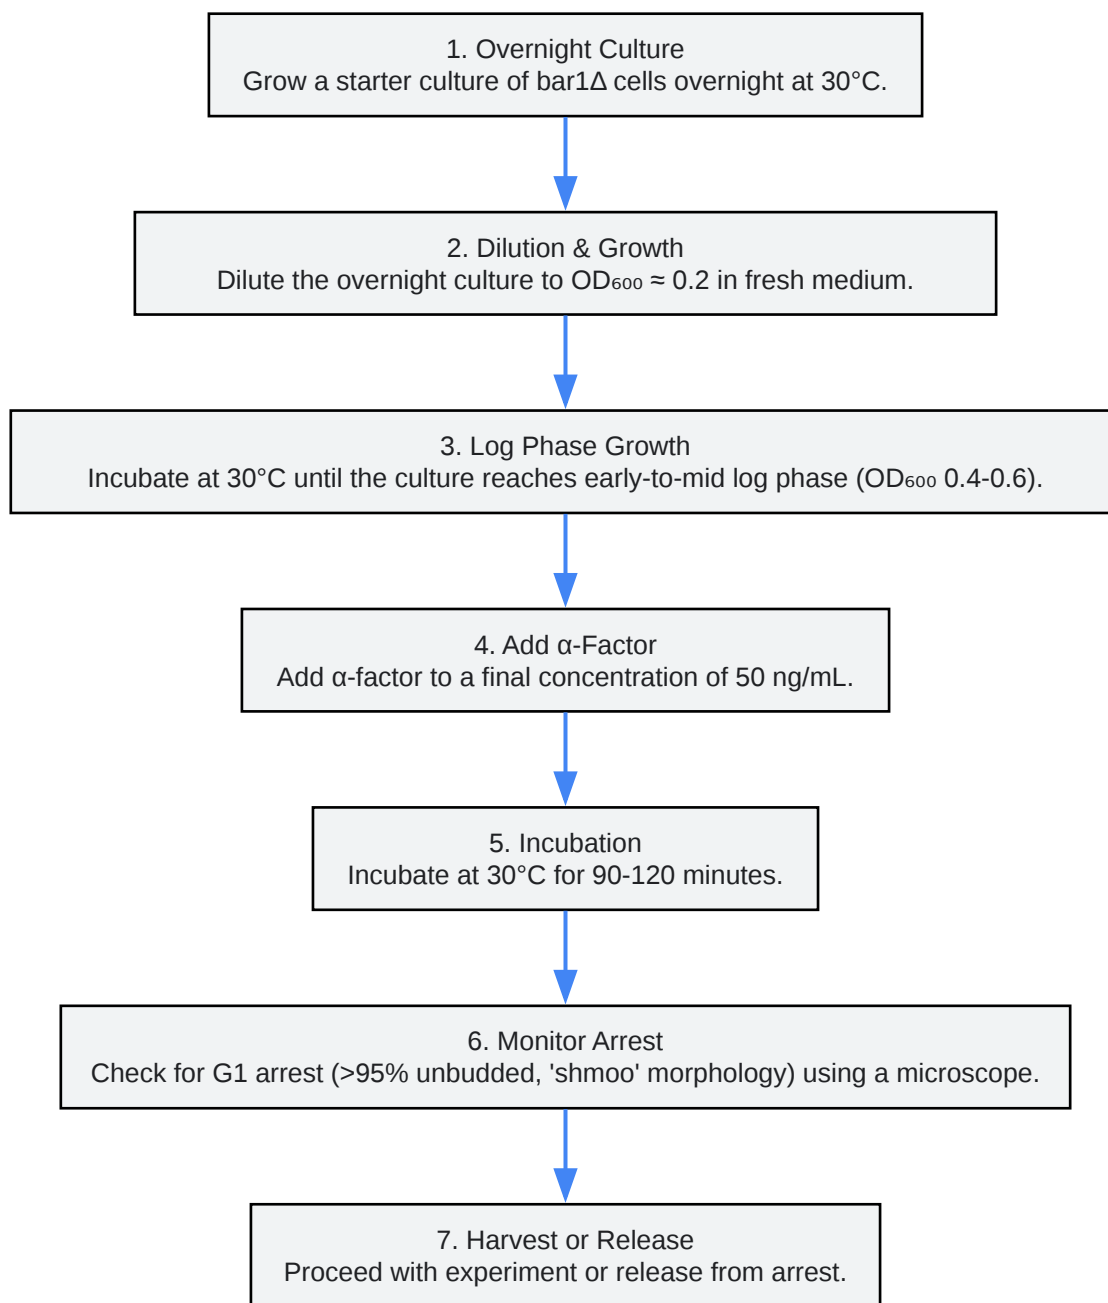 1. Overnight Culture
Grow a starter culture of bar1Δ cells overnight at 30°C.
2. Dilution & Growth
Dilute the overnight culture to OD₆₀₀ ≈ 0.2 in fresh medium.
3. Log Phase Growth
Incubate at 30°C until the culture reaches early-to-mid log phase (OD₆₀₀ 0.4-0.6).
4. Add α-Factor
Add α-factor to a final concentration of 50 ng/mL.
5. Incubation
Incubate at 30°C for 90-120 minutes.
6. Monitor Arrest
Check for G1 arrest (>95% unbudded, 'shmoo' morphology) using a microscope.
7. Harvest or Release
Proceed with experiment or release from arrest.